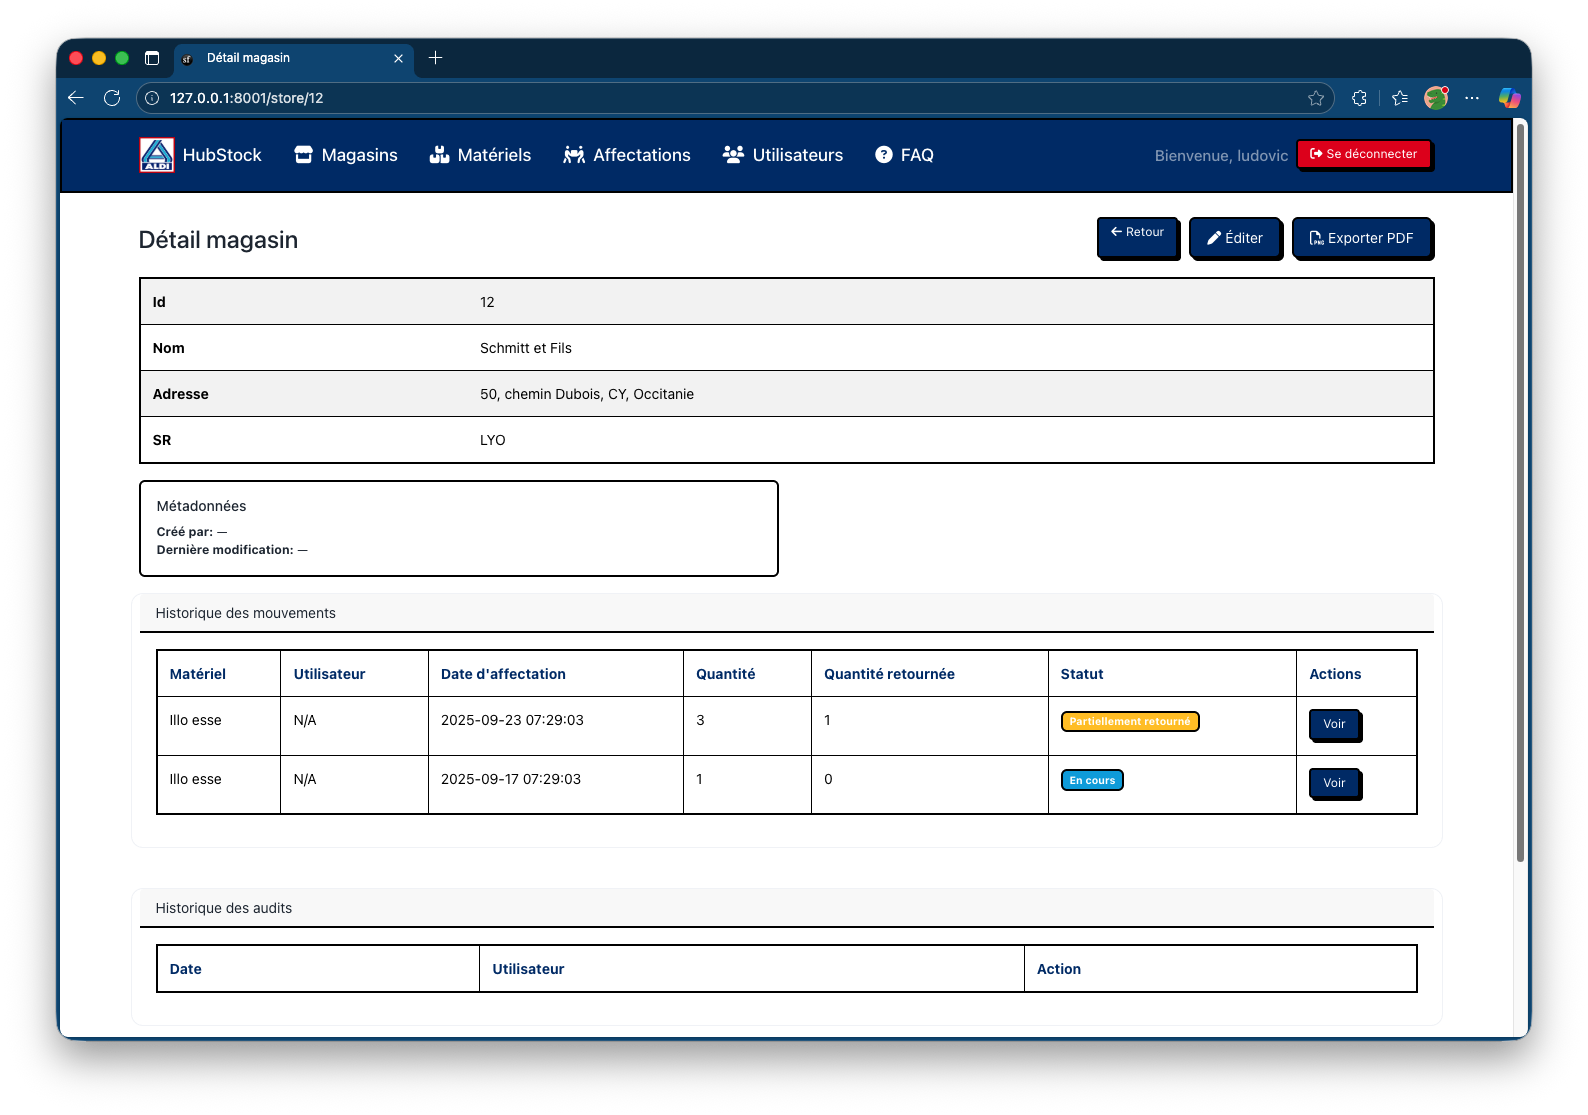 Détail magasin
127.0.0.1:8001/store/12
ALDI HubStock Magasins Matériels Affectations Utilisateurs FAQ Bienvenue, ludovic Se déconnecter
Détail magasin
Retour Éditer Exporter PDF
Id 12
Nom Schmitt et Fils
Adresse 50, chemin Dubois, CY, Occitanie
SR LYO
Métadonnées
Créé par: —
Dernière modification: —
Historique des mouvements
Matériel Utilisateur Date d'affectation Quantité Quantité retournée Statut Actions
Illo esse N/A 2025-09-23 07:29:03 3 1 Partiellement retourné Voir
Illo esse N/A 2025-09-17 07:29:03 1 0 En cours Voir
Historique des audits
Date Utilisateur Action